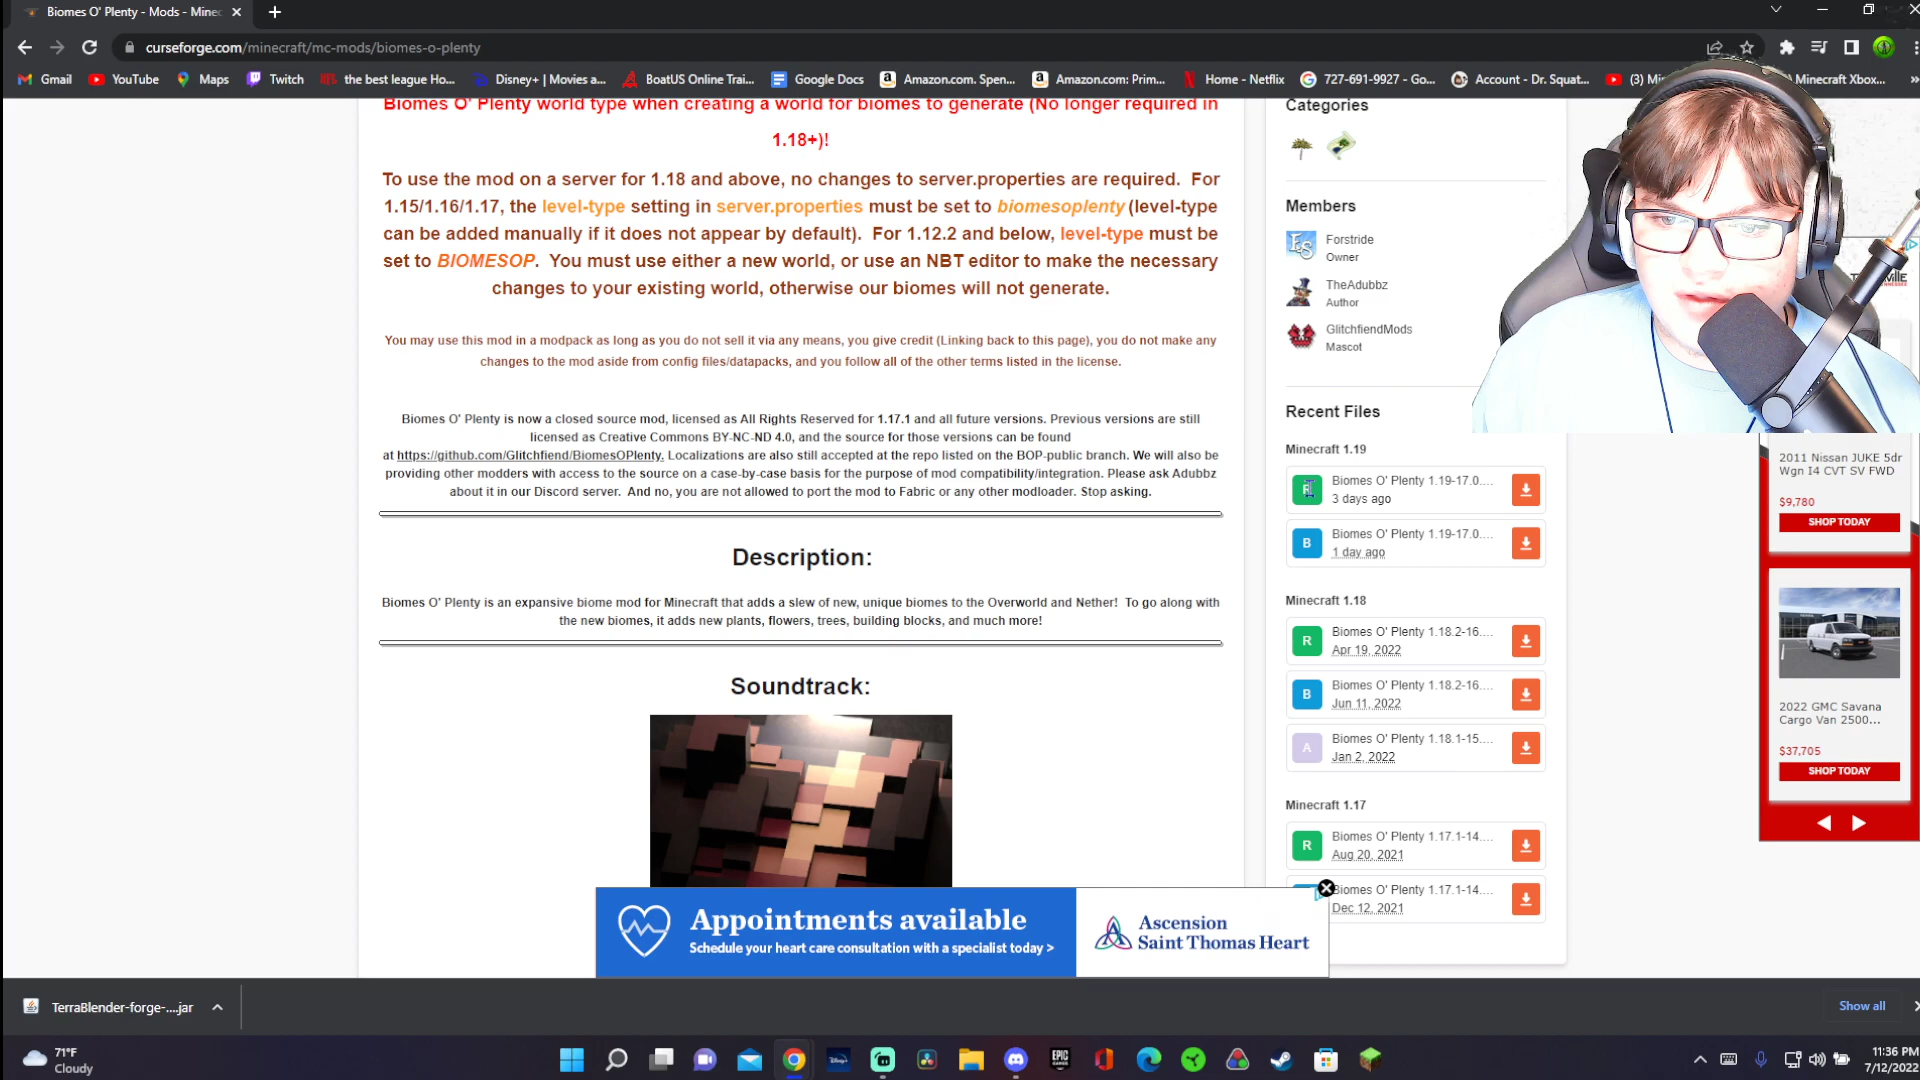 Biomes O' Plenty - Mods - Minec
curseforge.com/minecraft/mc-mods/biomes-o-plenty
Gmail
YouTube
Maps
Twitch
the best league Ho...
Disney+ | Movies a...
BoatUS Online Trai...
Google Docs
Amazon.com. Spen...
Amazon.com: Prim...
Home - Netflix
727-691-9927 - Go...
Account - Dr. Squat...
Minecraft Xbox...
Biomes O' Plenty world type when creating a world for biomes to generate (No longer required in
1.18+)!
To use the mod on a server for 1.18 and above, no changes to server.properties are required. For
1.15/1.16/1.17, the level-type setting in server.properties must be set to biomesoplenty (level-type
can be added manually if it does not appear by default). For 1.12.2 and below, level-type must be
set to BIOMESOP. You must use either a new world, or use an NBT editor to make the necessary
changes to your existing world, otherwise our biomes will not generate.
You may use this mod in a modpack as long as you do not sell it via any means, you give credit (Linking back to this page), you do not make any
changes to the mod aside from config files/datapacks, and you follow all of the other terms listed in the license.
Biomes O' Plenty is now a closed source mod, licensed as All Rights Reserved for 1.17.1 and all future versions. Previous versions are still
licensed as Creative Commons BY-NC-ND 4.0, and the source for those versions can be found
at https://github.com/Glitchfiend/BiomesOPlenty. Localizations are also still accepted at the repo listed on the BOP-public branch. We will also be
providing other modders with access to the source on a case-by-case basis for the purpose of mod compatibility/integration. Please ask Adubbz
about it in our Discord server. And no, you are not allowed to port the mod to Fabric or any other modloader. Stop asking.
Description:
Biomes O' Plenty is an expansive biome mod for Minecraft that adds a slew of new, unique biomes to the Overworld and Nether! To go along with
the new biomes, it adds new plants, flowers, trees, building blocks, and much more!
Soundtrack:
Categories
Members
Forstride
Owner
TheAdubbz
Author
GlitchfiendMods
Mascot
Recent Files
Minecraft 1.19
Biomes O' Plenty 1.19-17.0....
3 days ago
B
Biomes O' Plenty 1.19-17.0....
1 day ago
Minecraft 1.18
R
Biomes O' Plenty 1.18.2-16....
Apr 19, 2022
B
Biomes O' Plenty 1.18.2-16....
Jun 11, 2022
A
Biomes O' Plenty 1.18.1-15....
Jan 2, 2022
Minecraft 1.17
R
Biomes O' Plenty 1.17.1-14....
Aug 20, 2021
Biomes O' Plenty 1.17.1-14....
Dec 12, 2021
2011 Nissan JUKE 5dr
Wgn I4 CVT SV FWD
$9,780
SHOP TODAY
2022 GMC Savana
Cargo Van 2500...
$37,705
SHOP TODAY
Appointments available
Schedule your heart care consultation with a specialist today >
Ascension
Saint Thomas Heart
TerraBlender-forge-....jar
Show all
71°F
Cloudy
11:36 PM
7/12/2022